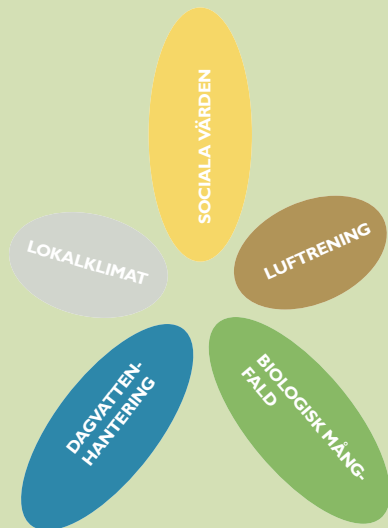 SOCIALA VÄRDEN
LUFTRENING
LOKALKLIMAT
BIOLOGISK MÅNG-
FALD
DAGVATTEN-
HANTERING